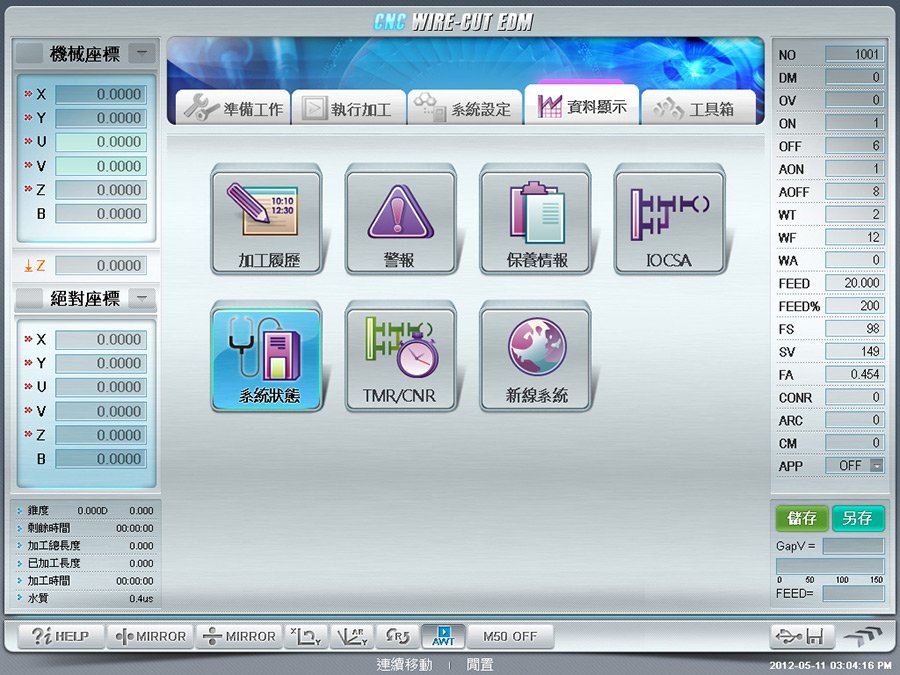 CNC WIRE-CUT EDM
機械座標
X 0.0000
Y 0.0000
U 0.0000
V 0.0000
Z 0.0000
B 0.0000
Z 0.0000
絕對座標
X 0.0000
Y 0.0000
U 0.0000
V 0.0000
Z 0.0000
B 0.0000
錐度 0.000D 0.000
剩餘時間 00:00:00
加工總長度 0.000
已加工長度 0.000
加工時間 00:00:00
水質 0.4us
準備工作 執行加工 系統設定 資料顯示 工具箱
10:10
12:30
加工履歷 警報 保養情報 IOCSA
系統狀態 TMR/CNR 新線系統
NO 1001
DM 0
OV 0
ON 1
OFF 6
AON 1
AOFF 8
WT 2
WF 12
WA 0
FEED 20.000
FEED% 200
FS 98
SV 149
FA 0.454
CONR 0
ARC 0
CM 0
APP OFF
儲存 另存
GapV =
0 50 100 150
FEED=
?i HELP MIRROR MIRROR X Y AR Y R5 AWT M50 OFF
連續移動 | 閒置
2012-05-11 03:04:16 PM